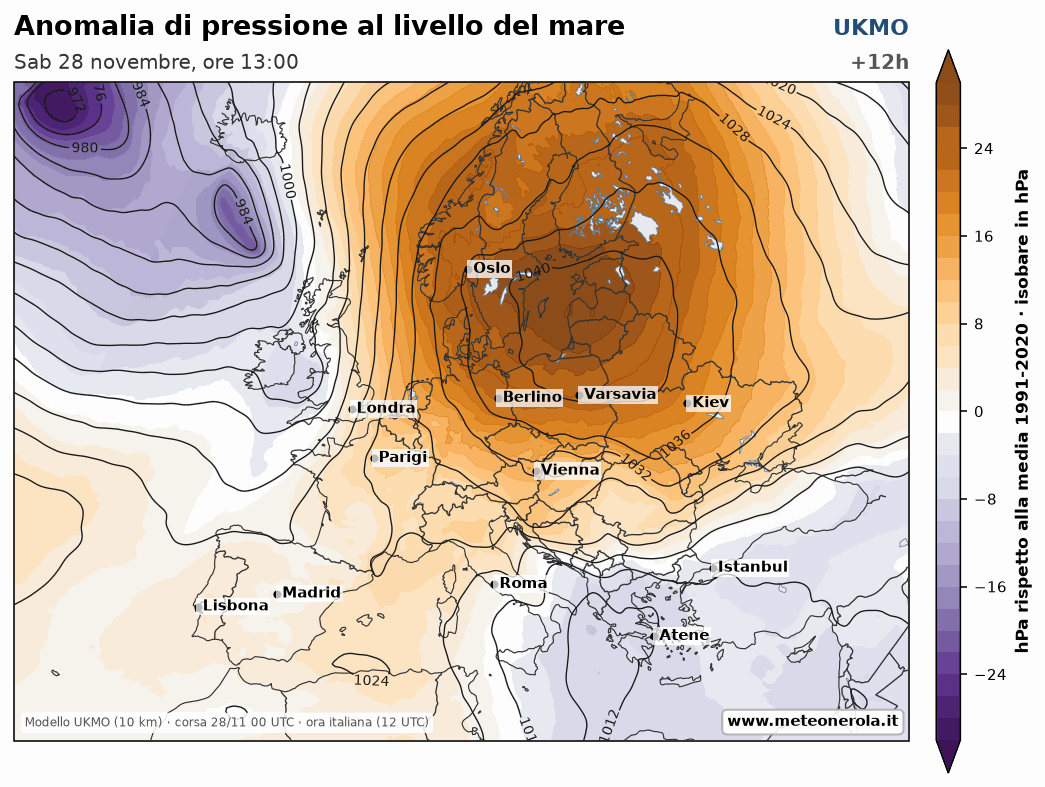 Anomalia di pressione al livello del mare
UKMO
Sab 28 novembre, ore 13:00
+12h
972
76
984
980
1000
984
1020
1024
1028
Oslo
1040
Berlino
Varsavia
Kiev
Londra
Parigi
Vienna
1036
1032
Roma
Istanbul
Madrid
Lisbona
Atene
1024
101
1012
Modello UKMO (10 km) · corsa 28/11 00 UTC · ora italiana (12 UTC)
www.meteonerola.it
24
16
8
0
−8
−16
−24
hPa rispetto alla media 1991-2020 · isobare in hPa